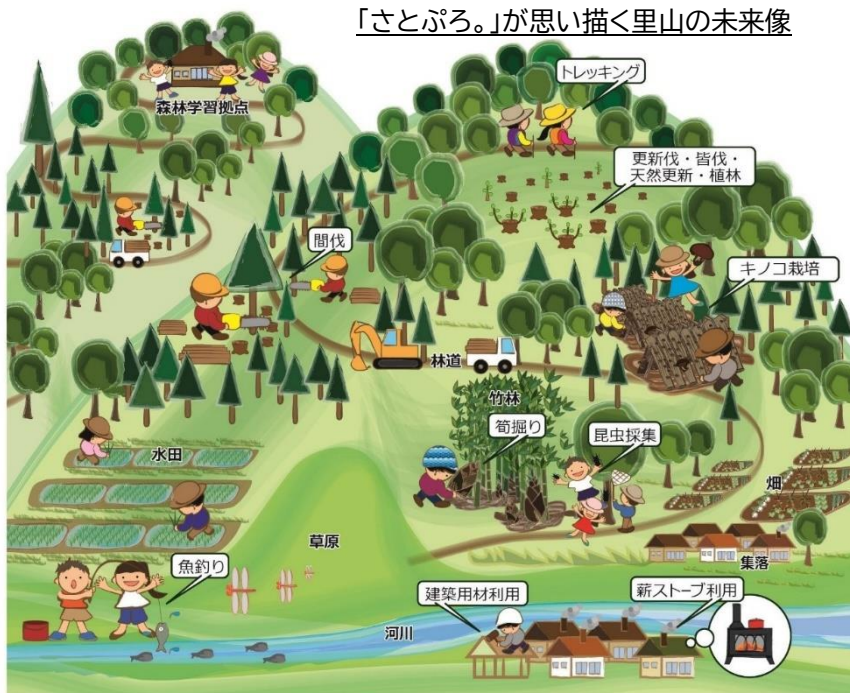 「さとぷろ。」が思い描く里山の未来像
トレッキング
森林学習拠点
更新伐・皆伐・
天然更新・植林
間伐
キノコ栽培
林道
竹林
筍掘り
昆虫採集
水田
畑
草原
集落
魚釣り
建築用材利用
薪ストーブ利用
河川